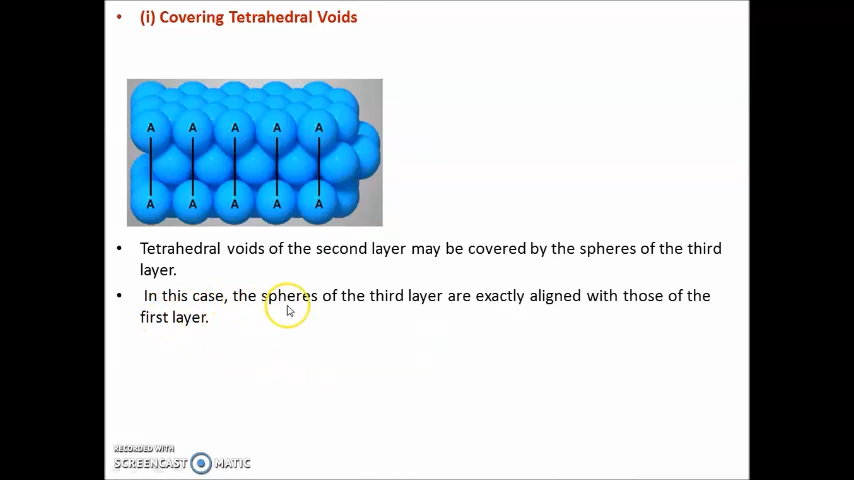 • (i) Covering Tetrahedral Voids
A A A A A
A A A A A
• Tetrahedral voids of the second layer may be covered by the spheres of the third
layer.
• In this case, the spheres of the third layer are exactly aligned with those of the
first layer.
RECORDED WITH
SCREENCAST MATIC